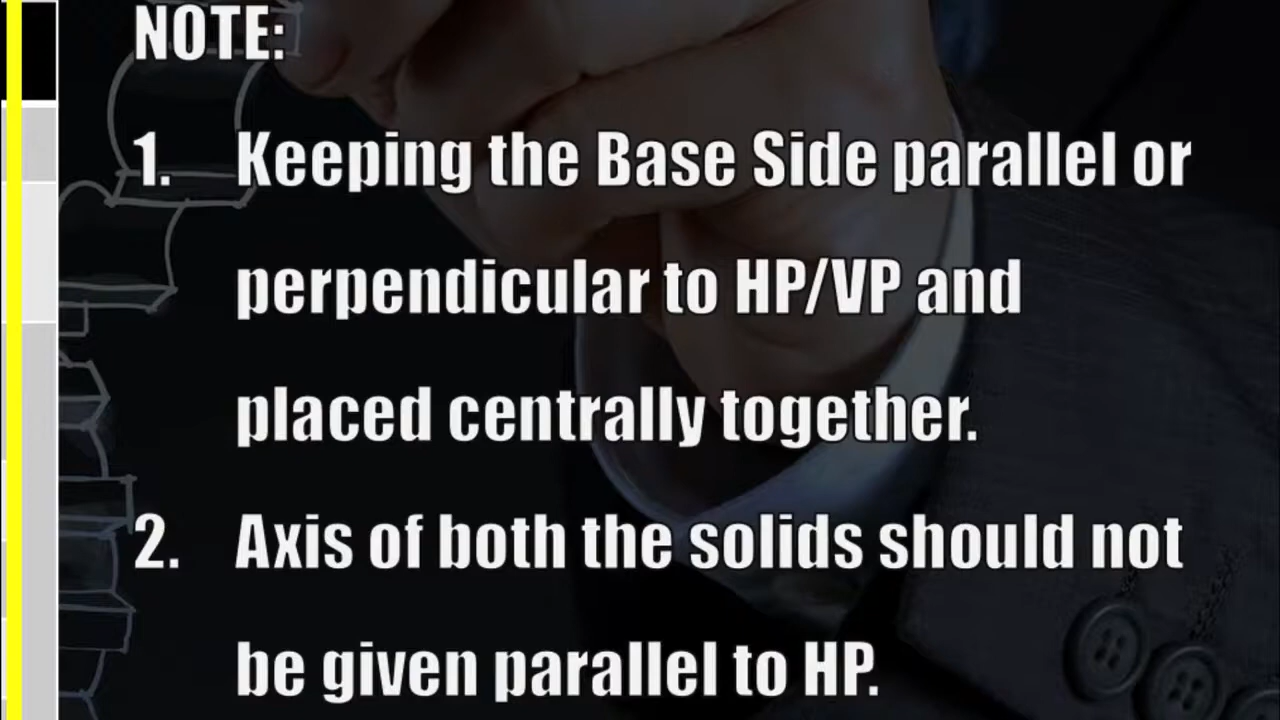 NOTE:
1. Keeping the Base Side parallel or
perpendicular to HP/VP and
placed centrally together.
2. Axis of both the solids should not
be given parallel to HP.